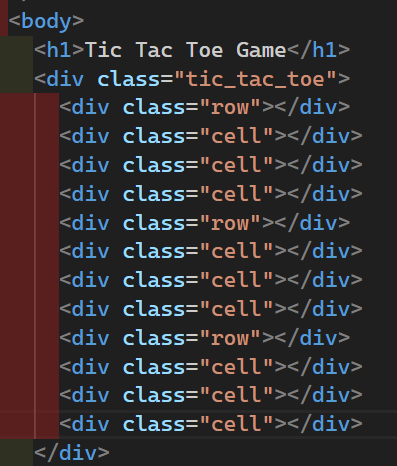 <body>
<h1>Tic Tac Toe Game</h1>
<div class="tic_tac_toe">
<div class="row"></div>
<div class="cell"></div>
<div class="cell"></div>
<div class="cell"></div>
<div class="row"></div>
<div class="cell"></div>
<div class="cell"></div>
<div class="cell"></div>
<div class="row"></div>
<div class="cell"></div>
<div class="cell"></div>
<div class="cell"></div>
</div>